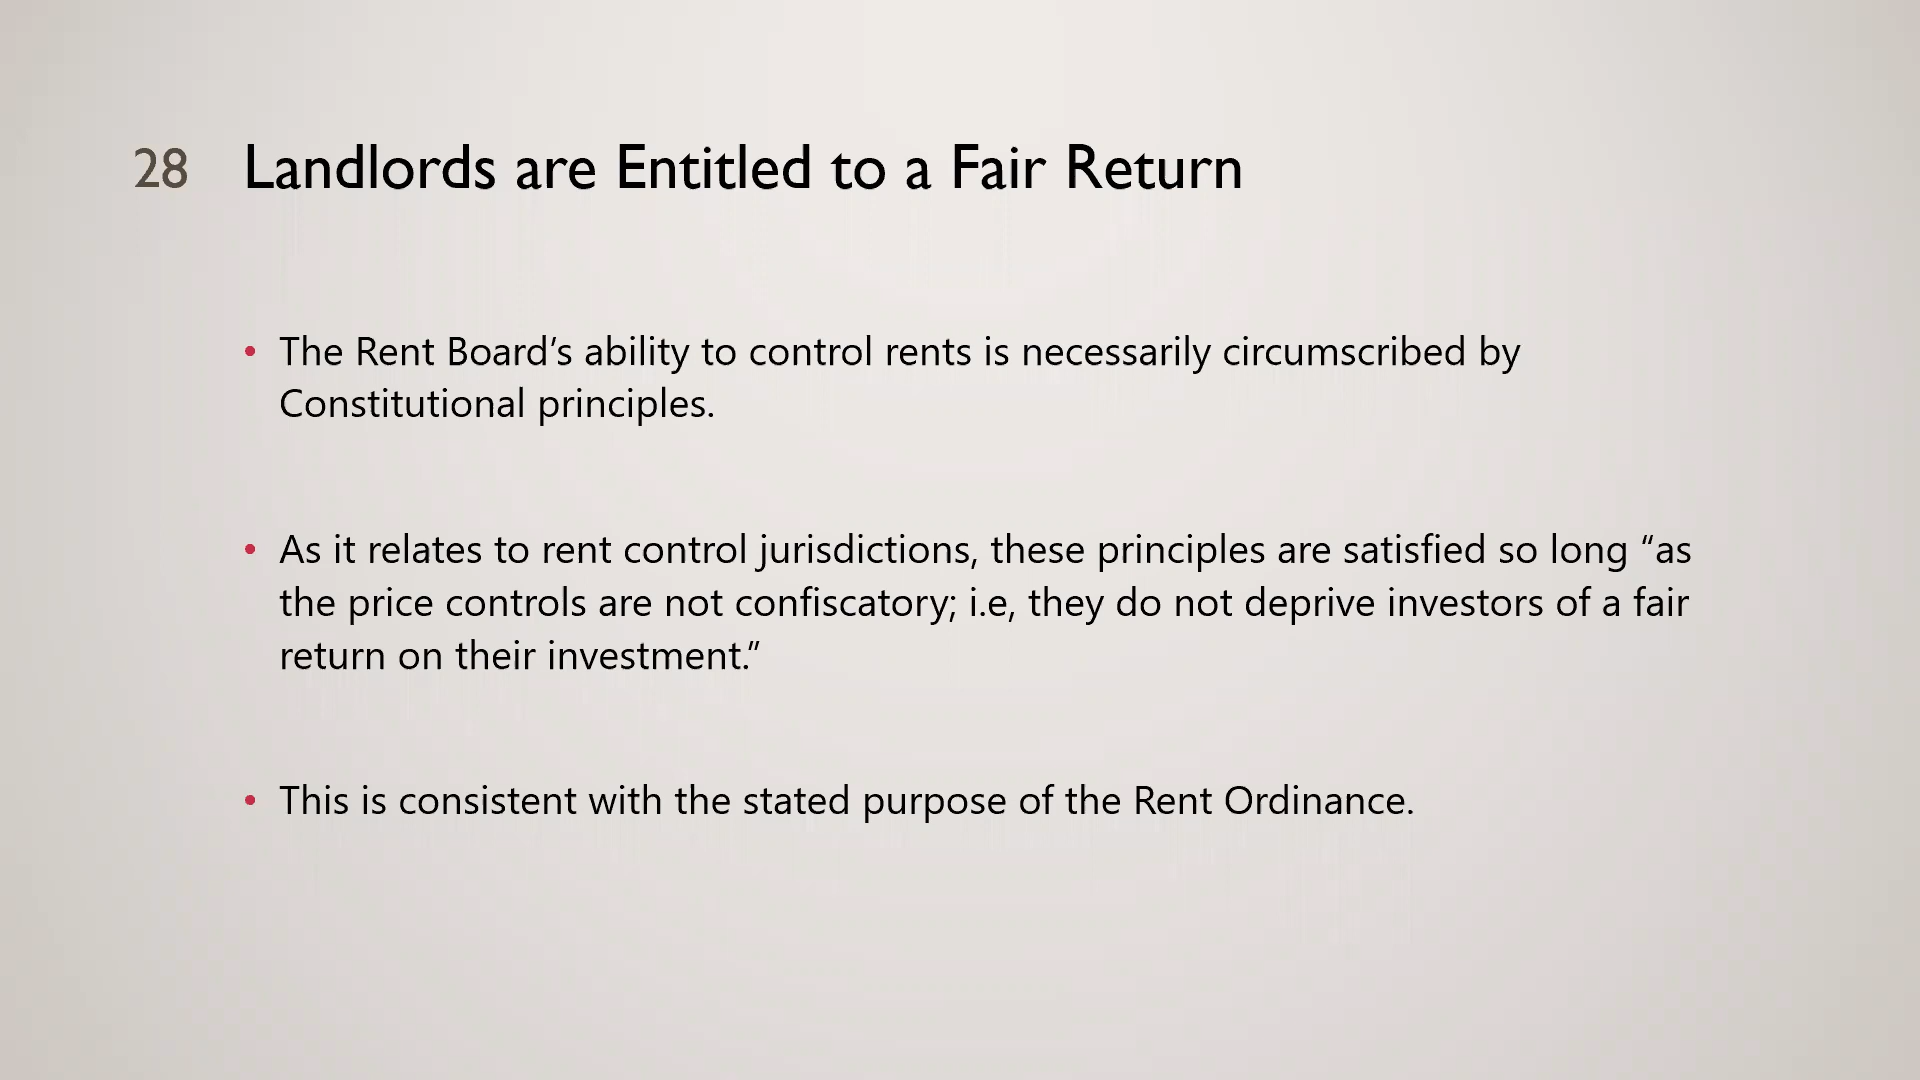 28 Landlords are Entitled to a Fair Return
• The Rent Board’s ability to control rents is necessarily circumscribed by
Constitutional principles.
• As it relates to rent control jurisdictions, these principles are satisfied so long “as
the price controls are not confiscatory; i.e, they do not deprive investors of a fair
return on their investment.”
• This is consistent with the stated purpose of the Rent Ordinance.